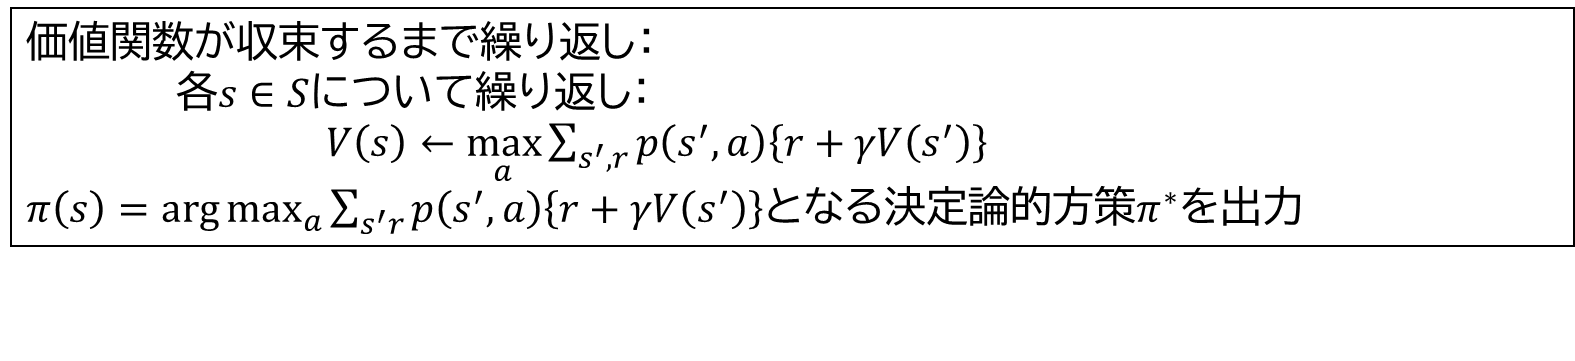 価値関数が収束するまで繰り返し：
各s ∈ Sについて繰り返し：
V(s) ← max_a ∑_{s′,r} p(s′, a){r + γV(s′)}
π(s) = arg max_a ∑_{s′r} p(s′, a){r + γV(s′)}となる決定論的方策π*を出力